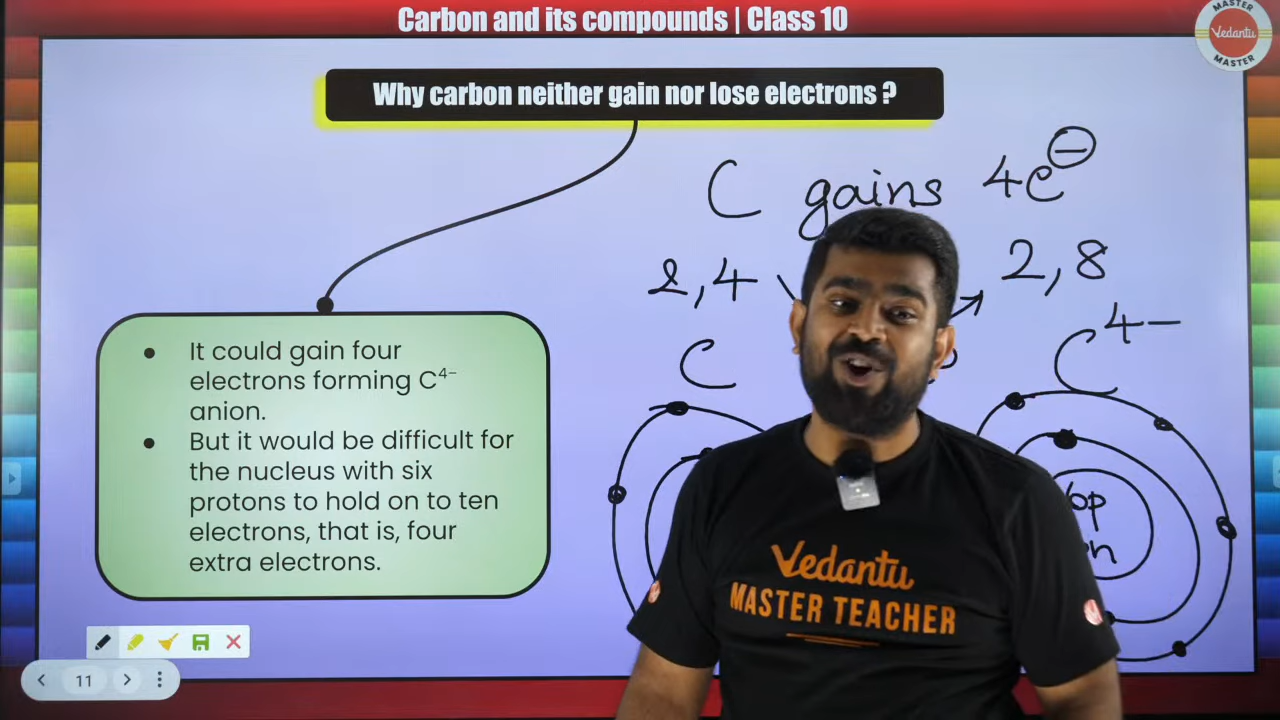 Carbon and its compounds | Class 10
MASTER
Vedantu
MASTER
Why carbon neither gain nor lose electrons ?
C gains 4e⊖
2,4
2,8
C
C⁴⁻
• It could gain four
electrons forming C⁴⁻
anion.
• But it would be difficult for
the nucleus with six
protons to hold on to ten
electrons, that is, four
extra electrons.
Vedantu
MASTER TEACHER
11